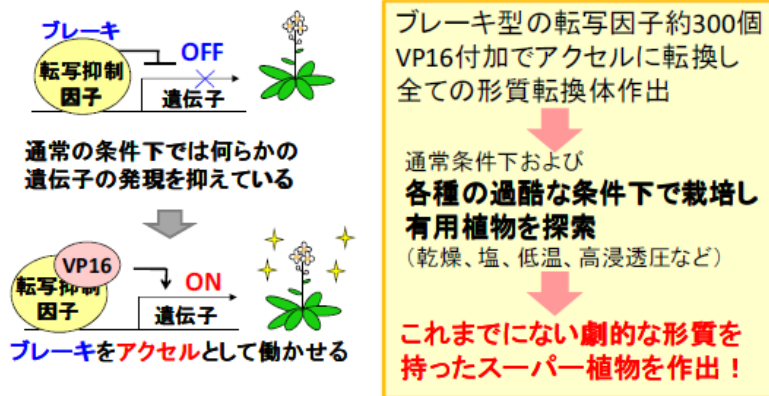 ブレーキ
OFF
転写抑制
因子
遺伝子
通常の条件下では何らかの
遺伝子の発現を抑えている
VP16
ON
転写抑制
因子
遺伝子
ブレーキをアクセルとして働かせる
ブレーキ型の転写因子約300個
VP16付加でアクセルに転換し
全ての形質転換体作出
通常条件下および
各種の過酷な条件下で栽培し
有用植物を探索
（乾燥、塩、低温、高浸透圧など）
これまでにない劇的な形質を
持ったスーパー植物を作出！